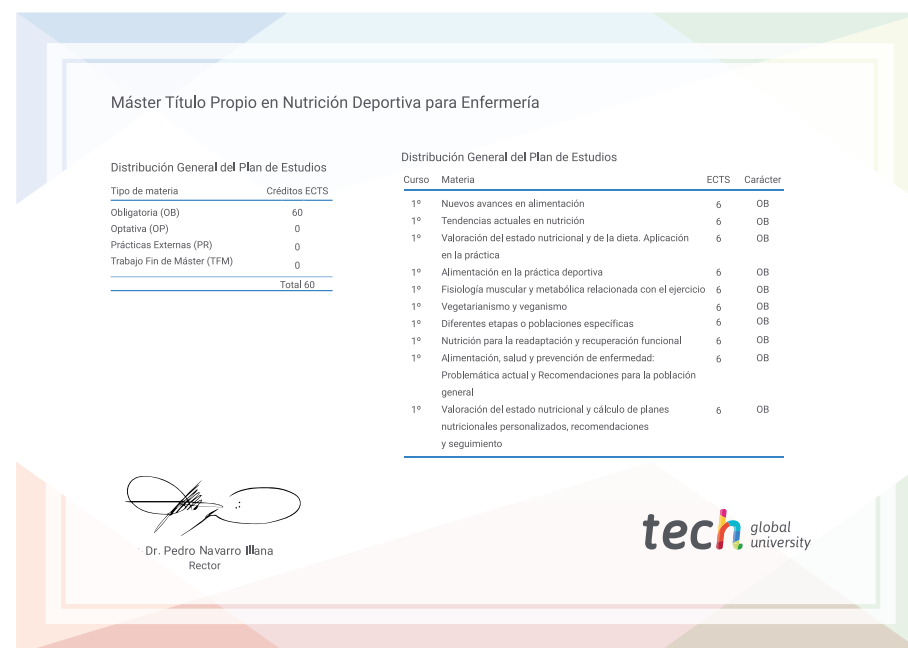 Máster Título Propio en Nutrición Deportiva para Enfermería
Distribución General del Plan de Estudios
Tipo de materia Créditos ECTS
Obligatoria (OB) 60
Optativa (OP) 0
Prácticas Externas (PR) 0
Trabajo Fin de Máster (TFM) 0
Total 60
Distribución General del Plan de Estudios
Curso Materia ECTS Carácter
1º Nuevos avances en alimentación 6 OB
1º Tendencias actuales en nutrición 6 OB
1º Valoración del estado nutricional y de la dieta. Aplicación 6 OB
en la práctica
1º Alimentación en la práctica deportiva 6 OB
1º Fisiología muscular y metabólica relacionada con el ejercicio 6 OB
1º Vegetarianismo y veganismo 6 OB
1º Diferentes etapas o poblaciones específicas 6 OB
1º Nutrición para la readaptación y recuperación funcional 6 OB
1º Alimentación, salud y prevención de enfermedad: 6 OB
Problemática actual y Recomendaciones para la población
general
1º Valoración del estado nutricional y cálculo de planes 6 OB
nutricionales personalizados, recomendaciones
y seguimiento
Dr. Pedro Navarro Illana
Rector
tech global
university